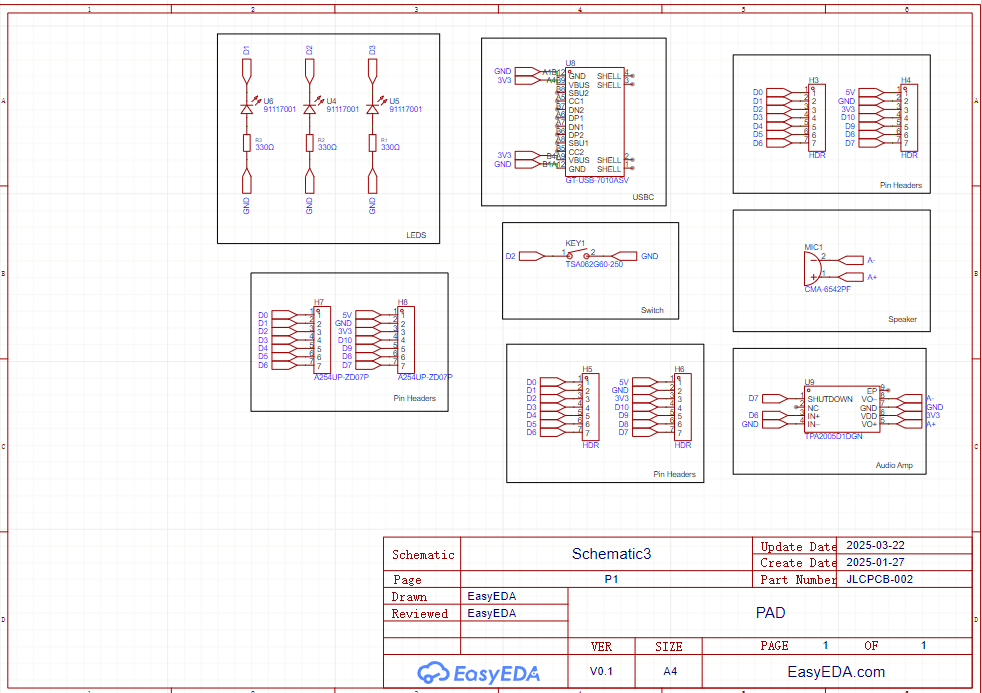 1 2 3 4 5 6
A
B
C
D
D1 D2 D3
U6
91117001
U4
91117001
U5
91117001
R3
330Ω
R2
330Ω
R1
330Ω
GND GND GND
LEDS
U8
GND
3V3
GND SHELL
VBUS SHELL
SBU2
CC1
DN2
DP1
DN1
DP2
SBU1
CC2
3V3 VBUS SHELL
GND GND SHELL
GT-USB-7010ASV
USBC
H3
D0 1
D1 2
D2 3
D3 4
D4 5
D5 6
D6 7
HDR
H4
5V 1
GND 2
3V3 3
D10 4
D9 5
D8 6
D7 7
HDR
Pin Headers
KEY1
D2 1 2 GND
TSA062G60-250
Switch
MIC1
2 A-
1 A+
CMA-6542PF
Speaker
H7
D0 1
D1 2
D2 3
D3 4
D4 5
D5 6
D6 7
A254UP-ZD07P
H8
5V 1
GND 2
3V3 3
D10 4
D9 5
D8 6
D7 7
A254UP-ZD07P
Pin Headers
H5
D0 1
D1 2
D2 3
D3 4
D4 5
D5 6
D6 7
HDR
H6
5V 1
GND 2
3V3 3
D10 4
D9 5
D8 6
D7 7
HDR
Pin Headers
U9
EP
D7 SHUTDOWN VO- A-
NC GND GND
D6 IN+ VDD 3V3
GND IN- VO+ A+
TPA2005D1DGN
Audio Amp
Schematic Schematic3
Update Date 2025-03-22
Create Date 2025-01-27
Page P1 Part Number JLCPCB-002
Drawn EasyEDA
Reviewed EasyEDA
PAD
VER SIZE PAGE 1 OF 1
EasyEDA V0.1 A4 EasyEDA.com